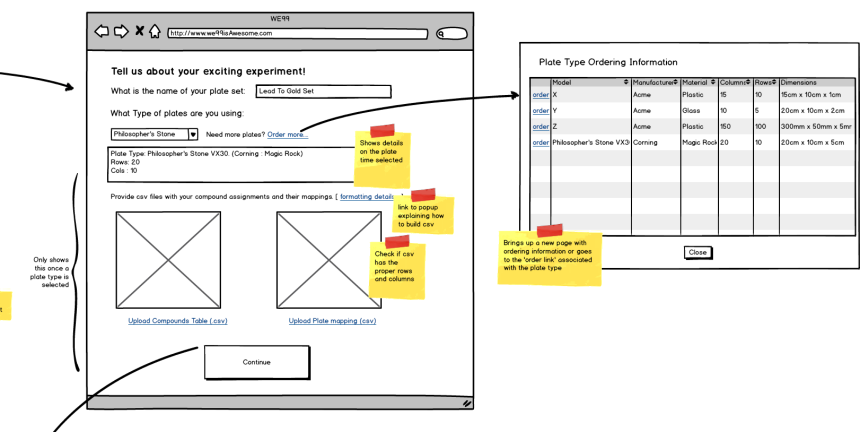 WE99
http://www.we99isAwesome.com
Tell us about your exciting experiment!
What is the name of your plate set:
Lead To Gold Set
What Type of plates are you using:
Philosopher's Stone
Need more plates? Order more...
Shows details
on the plate
time selected
Plate Type: Philosopher's Stone VX30. (Corning : Magic Rock)
Rows: 20
Cols : 10
Provide csv files with your compound assignments and their mappings. [ formatting details ]
link to popup
explaining how
to build csv
Check if csv
has the
proper rows
and columns
Only shows
this once a
plate type is
selected
Upload Compounds Table (.csv)
Upload Plate mapping (csv)
Continue
Plate Type Ordering Information
Model Manufacturer Material Columns Rows Dimensions
order X Acme Plastic 15 10 15cm x 10cm x 1cm
order Y Acme Glass 10 5 20cm x 10cm x 2cm
order Z Acme Plastic 150 100 300mm x 50mm x 5mr
order Philosopher's Stone VX3 Corning Magic Rock 20 10 20cm x 10cm x 5cm
Brings up a new page with
ordering information or goes
to the 'order link' associated
with the plate type
Close